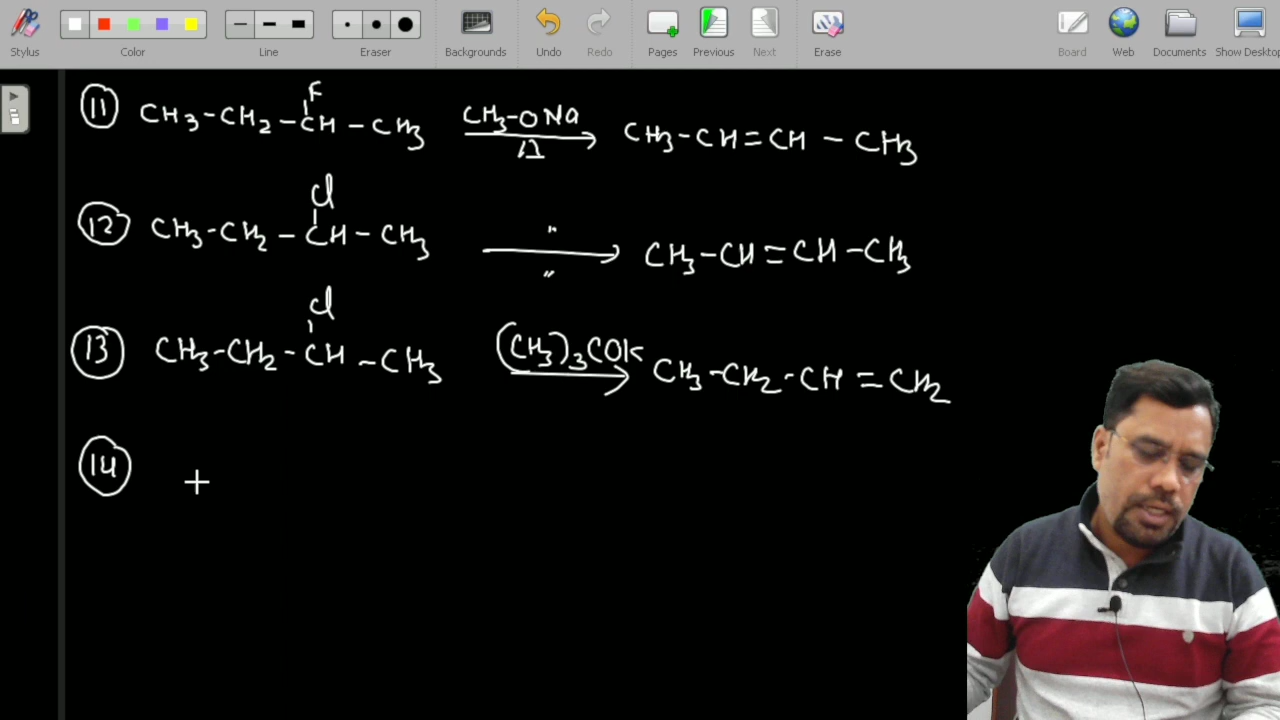 Stylus Color Line Eraser Backgrounds Undo Redo Pages Previous Next Erase Board Web Documents Show Deskto
F
11 CH3-CH2-CH-CH3 CH3-ONa CH3-CH=CH-CH3
Δ
Cl
12 CH3-CH2-CH-CH3 " CH3-CH=CH-CH3
"
Cl
13 CH3-CH2-CH-CH3 (CH3)3COK CH3-CH2-CH=CH2
14